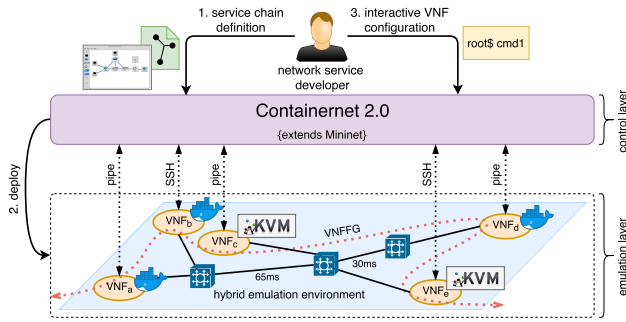 1. service chain
definition
3. interactive VNF
configuration
root$ cmd1
network service
developer
Containernet 2.0
{extends Mininet}
control layer
2. deploy
pipe
SSH
pipe
SSH
pipe
VNFb
KVM
VNFc
VNFFG
VNFd
30ms
65ms
KVM
VNFa
hybrid emulation environment
VNFe
emulation layer